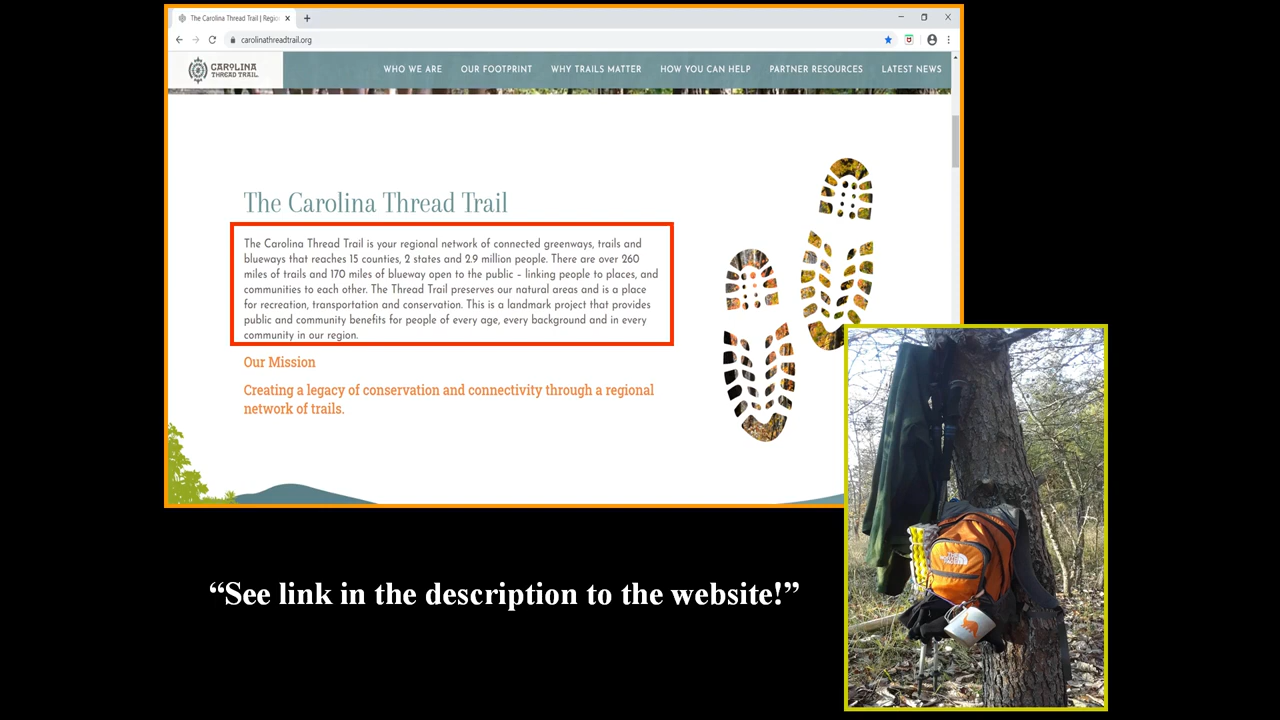 The Carolina Thread Trail | Regio
carolinathreadtrail.org
CAROLINA
THREAD TRAIL
WHO WE ARE OUR FOOTPRINT WHY TRAILS MATTER HOW YOU CAN HELP PARTNER RESOURCES LATEST NEWS
The Carolina Thread Trail
The Carolina Thread Trail is your regional network of connected greenways, trails and
blueways that reaches 15 counties, 2 states and 2.9 million people. There are over 260
miles of trails and 170 miles of blueway open to the public – linking people to places, and
communities to each other. The Thread Trail preserves our natural areas and is a place
for recreation, transportation and conservation. This is a landmark project that provides
public and community benefits for people of every age, every background and in every
community in our region.
Our Mission
Creating a legacy of conservation and connectivity through a regional
network of trails.
THE
NORTH
FACE
“See link in the description to the website!”